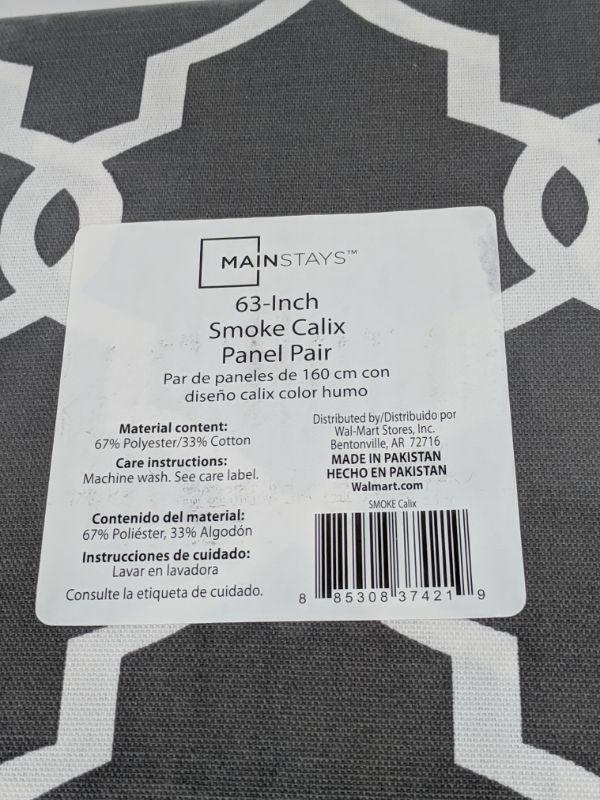 MAINSTAYS™
63-Inch
Smoke Calix
Panel Pair
Par de paneles de 160 cm con
diseño calix color humo
Material content:
67% Polyester/33% Cotton
Care instructions:
Machine wash. See care label.
Contenido del material:
67% Poliéster, 33% Algodón
Instrucciones de cuidado:
Lavar en lavadora
Consulte la etiqueta de cuidado.
Distributed by/Distribuido por
Wal-Mart Stores, Inc.
Bentonville, AR 72716
MADE IN PAKISTAN
HECHO EN PAKISTAN
Walmart.com
SMOKE Calix
8 85308 37421 9